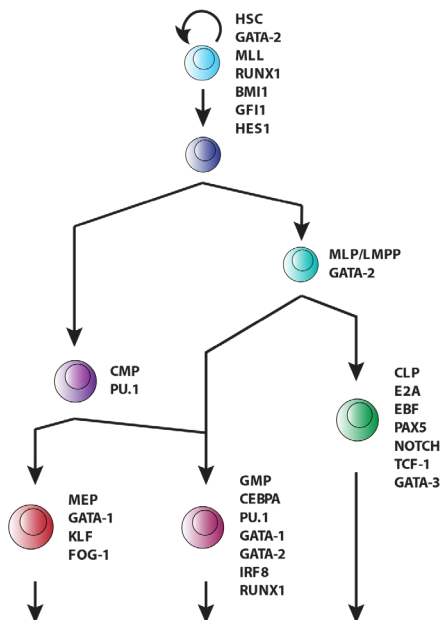 HSC
GATA-2
MLL
RUNX1
BMI1
GFI1
HES1
MLP/LMPP
GATA-2
CMP
PU.1
CLP
E2A
EBF
PAX5
NOTCH
TCF-1
GATA-3
MEP
GATA-1
KLF
FOG-1
GMP
CEBPA
PU.1
GATA-1
GATA-2
IRF8
RUNX1